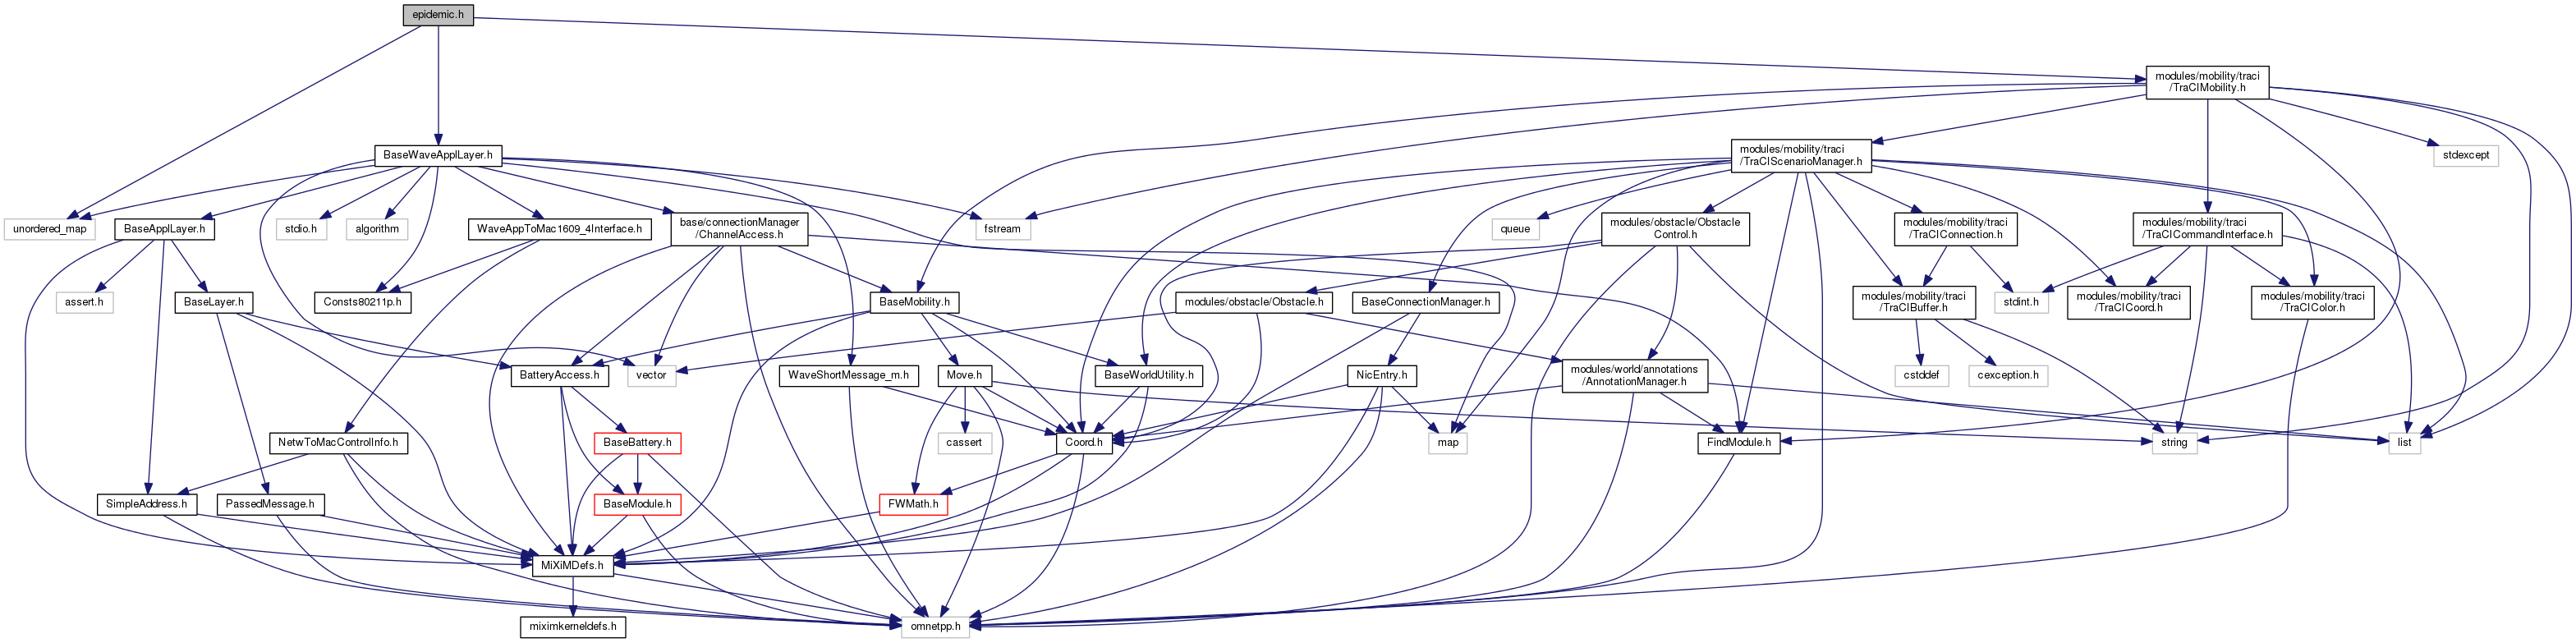 epidemic.h
modules/mobility/traci
/TraCIMobility.h
BaseWaveApplLayer.h
modules/mobility/traci
/TraCIScenarioManager.h
stdexcept
unordered_map
BaseApplLayer.h
stdio.h
algorithm
WaveAppToMac1609_4Interface.h
base/connectionManager
/ChannelAccess.h
fstream
queue
modules/obstacle/Obstacle
Control.h
modules/mobility/traci
/TraCIConnection.h
modules/mobility/traci
/TraCICommandInterface.h
assert.h
BaseLayer.h
Consts80211p.h
BaseMobility.h
modules/obstacle/Obstacle.h
BaseConnectionManager.h
modules/mobility/traci
/TraCIBuffer.h
stdint.h
modules/mobility/traci
/TraCICoord.h
modules/mobility/traci
/TraCIColor.h
BatteryAccess.h
vector
WaveShortMessage_m.h
Move.h
BaseWorldUtility.h
NicEntry.h
modules/world/annotations
/AnnotationManager.h
cstddef
cexception.h
NetwToMacControlInfo.h
BaseBattery.h
cassert
Coord.h
map
FindModule.h
string
list
SimpleAddress.h
PassedMessage.h
BaseModule.h
FWMath.h
MiXiMDefs.h
miximkerneldefs.h
omnetpp.h